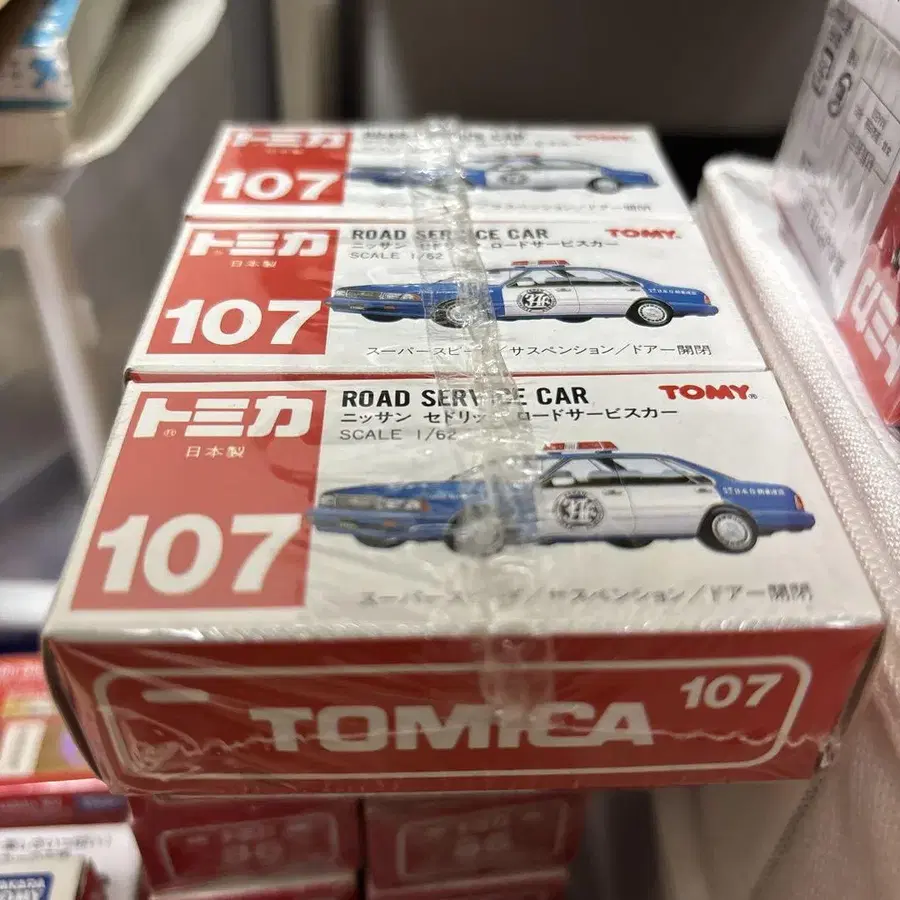 トミカ
107
TOMY
トミカ
日本製
107
ROAD SERVICE CAR
TOMY®
ニッサン セドリック ロードサービスカー
SCALE 1/62
スーパースピード/サスペンション/ドアー開閉
トミカ
®
日本製
107
ROAD SERVICE CAR
TOMY®
ニッサン セドリック ロードサービスカー
SCALE 1/62
スーパースピード/サスペンション/ドアー開閉
TOMICA
107